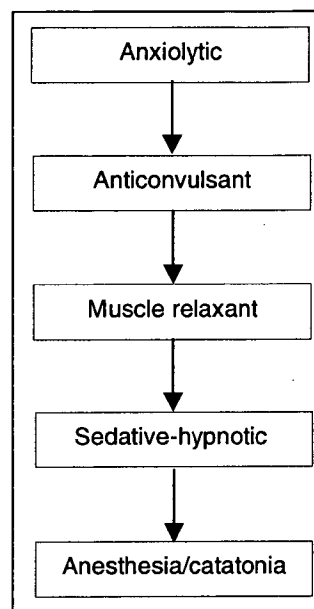 Anxiolytic
Anticonvulsant
Muscle relaxant
Sedative-hypnotic
Anesthesia/catatonia